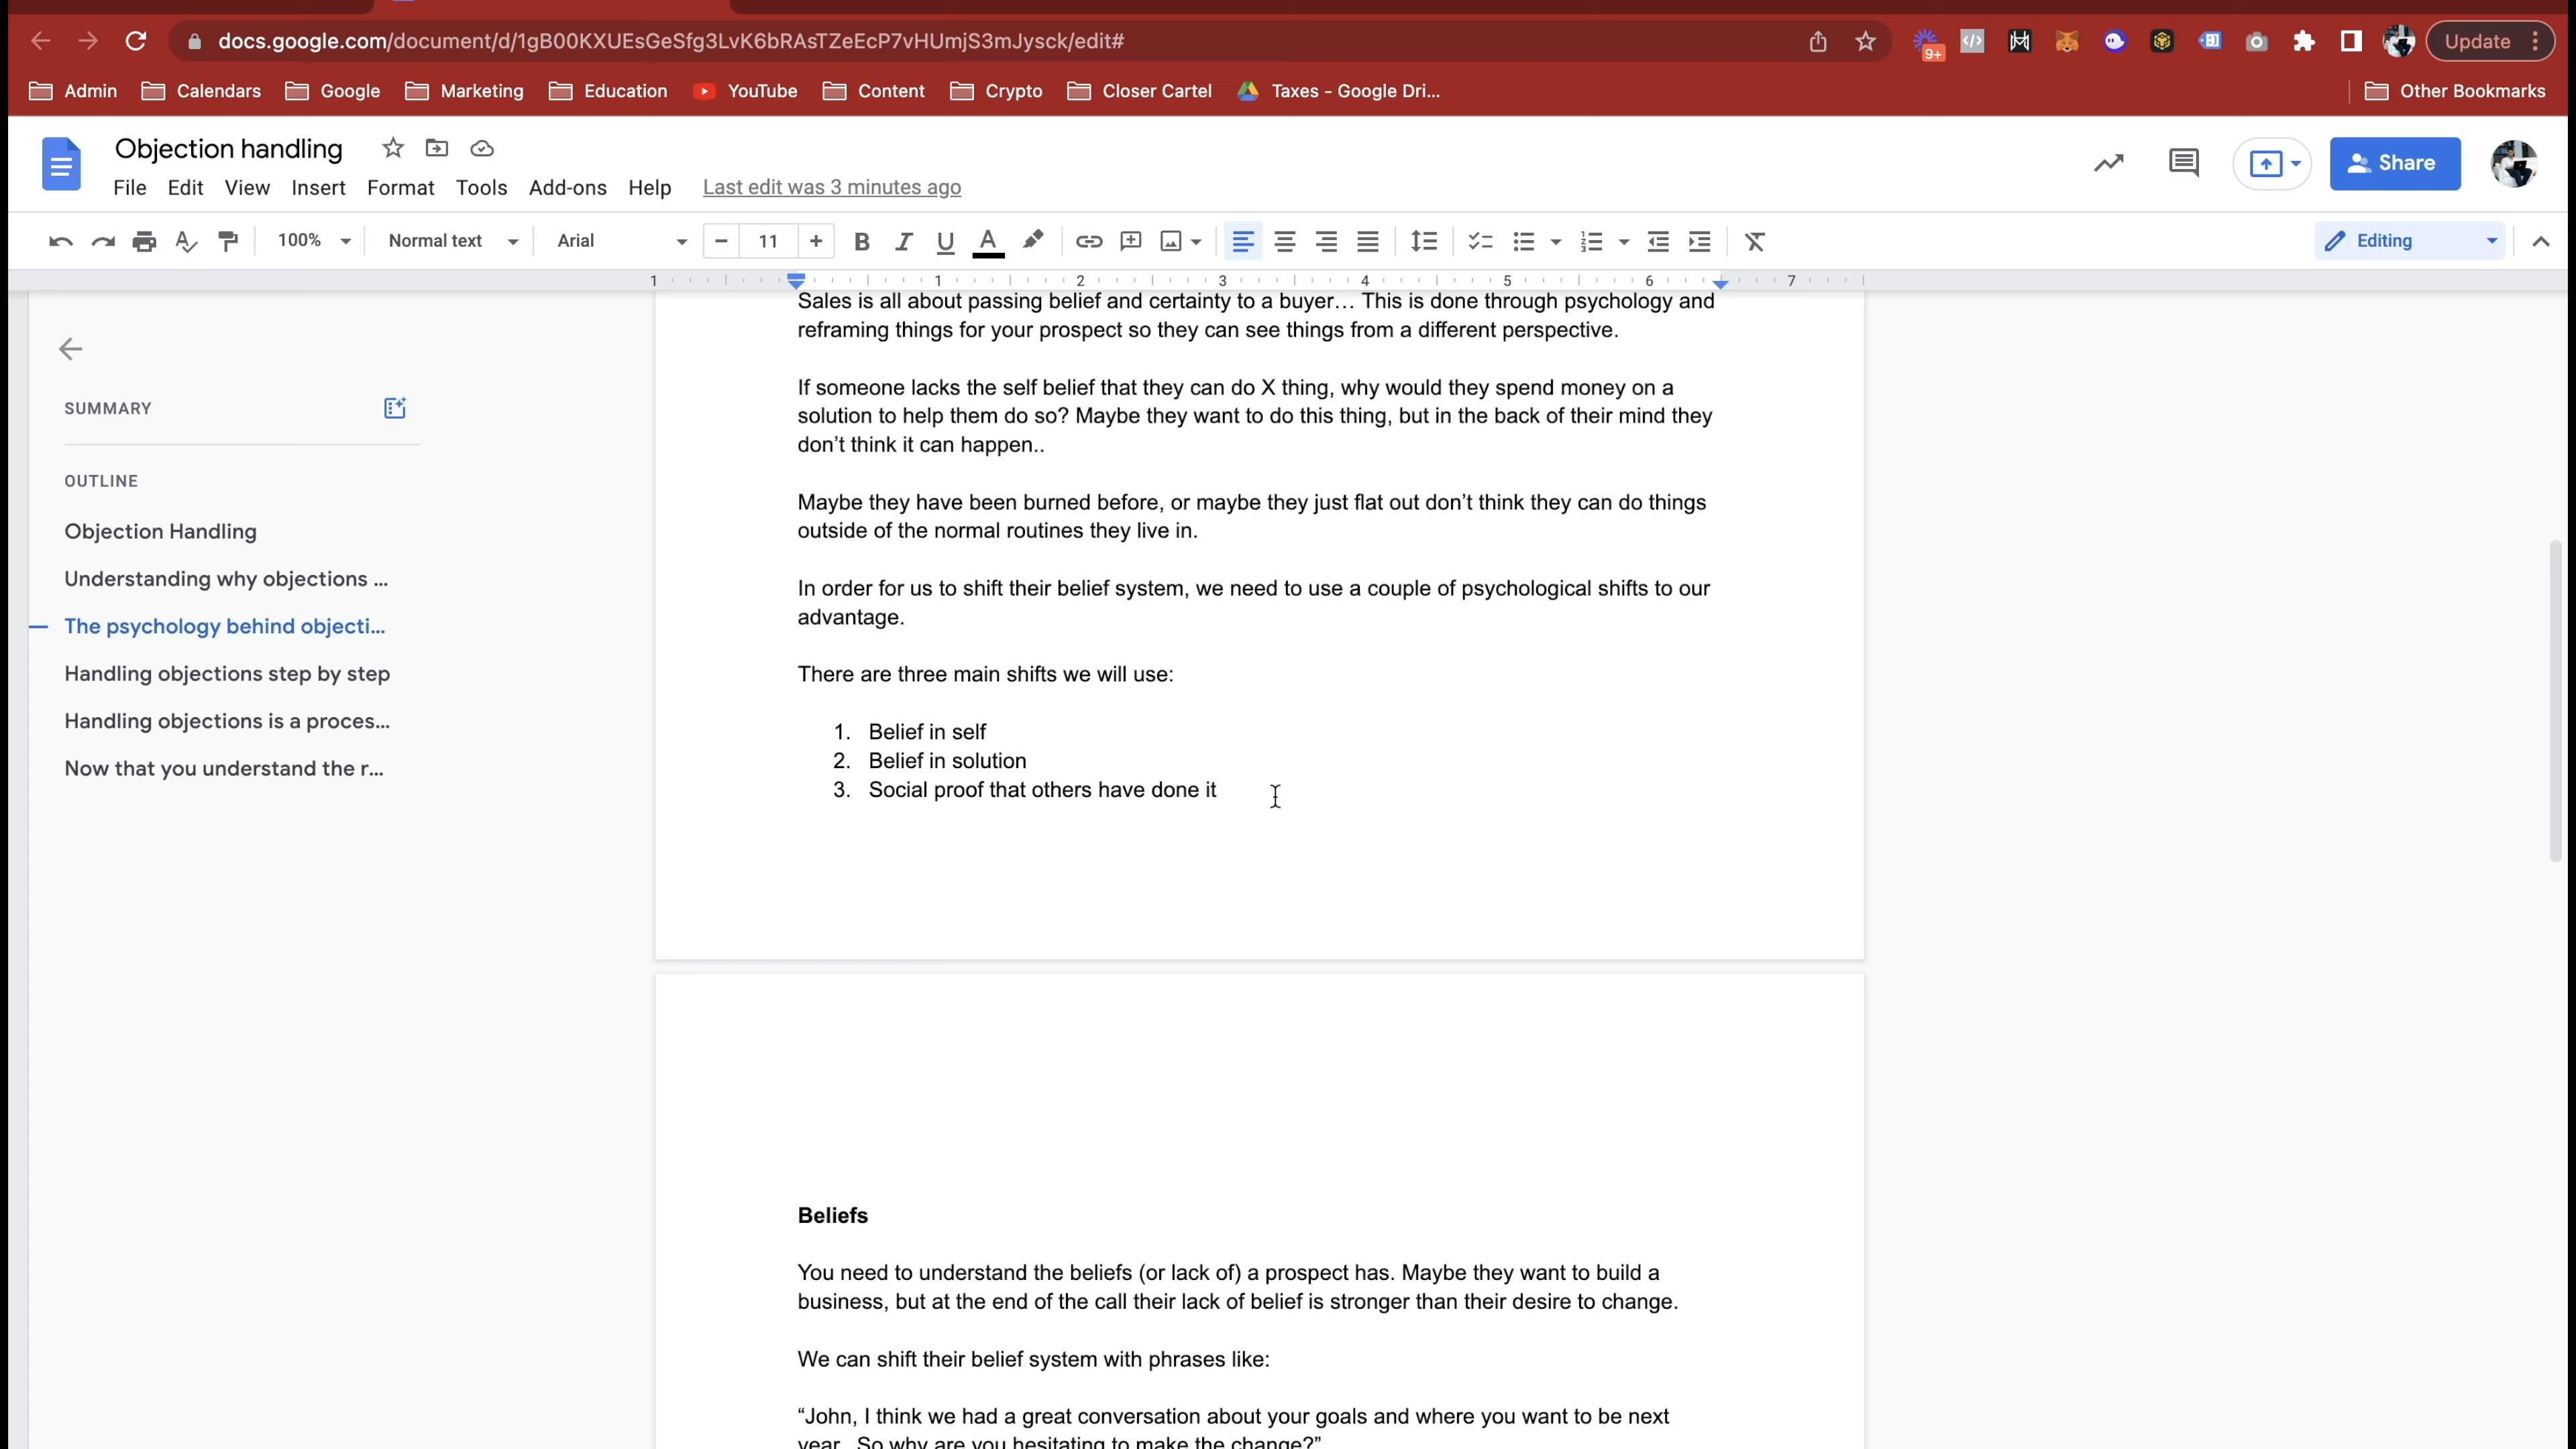 docs.google.com/document/d/1gB00KXUEsGeSfg3LvK6bRAsTZeEcP7vHUmjS3mJysck/edit#
9+
Update
Admin
Calendars
Google
Marketing
Education
YouTube
Content
Crypto
Closer Cartel
Taxes - Google Dri...
Other Bookmarks
Objection handling
File Edit View Insert Format Tools Add-ons Help Last edit was 3 minutes ago
Share
100% Normal text Arial 11 Editing
1 1 2 3 4 5 6 7
SUMMARY
OUTLINE
Objection Handling
Understanding why objections ...
The psychology behind objecti...
Handling objections step by step
Handling objections is a proces...
Now that you understand the r...
Sales is all about passing belief and certainty to a buyer… This is done through psychology and
reframing things for your prospect so they can see things from a different perspective.
If someone lacks the self belief that they can do X thing, why would they spend money on a
solution to help them do so? Maybe they want to do this thing, but in the back of their mind they
don’t think it can happen..
Maybe they have been burned before, or maybe they just flat out don’t think they can do things
outside of the normal routines they live in.
In order for us to shift their belief system, we need to use a couple of psychological shifts to our
advantage.
There are three main shifts we will use:
1. Belief in self
2. Belief in solution
3. Social proof that others have done it
Beliefs
You need to understand the beliefs (or lack of) a prospect has. Maybe they want to build a
business, but at the end of the call their lack of belief is stronger than their desire to change.
We can shift their belief system with phrases like:
“John, I think we had a great conversation about your goals and where you want to be next
year.. So why are you hesitating to make the change?”